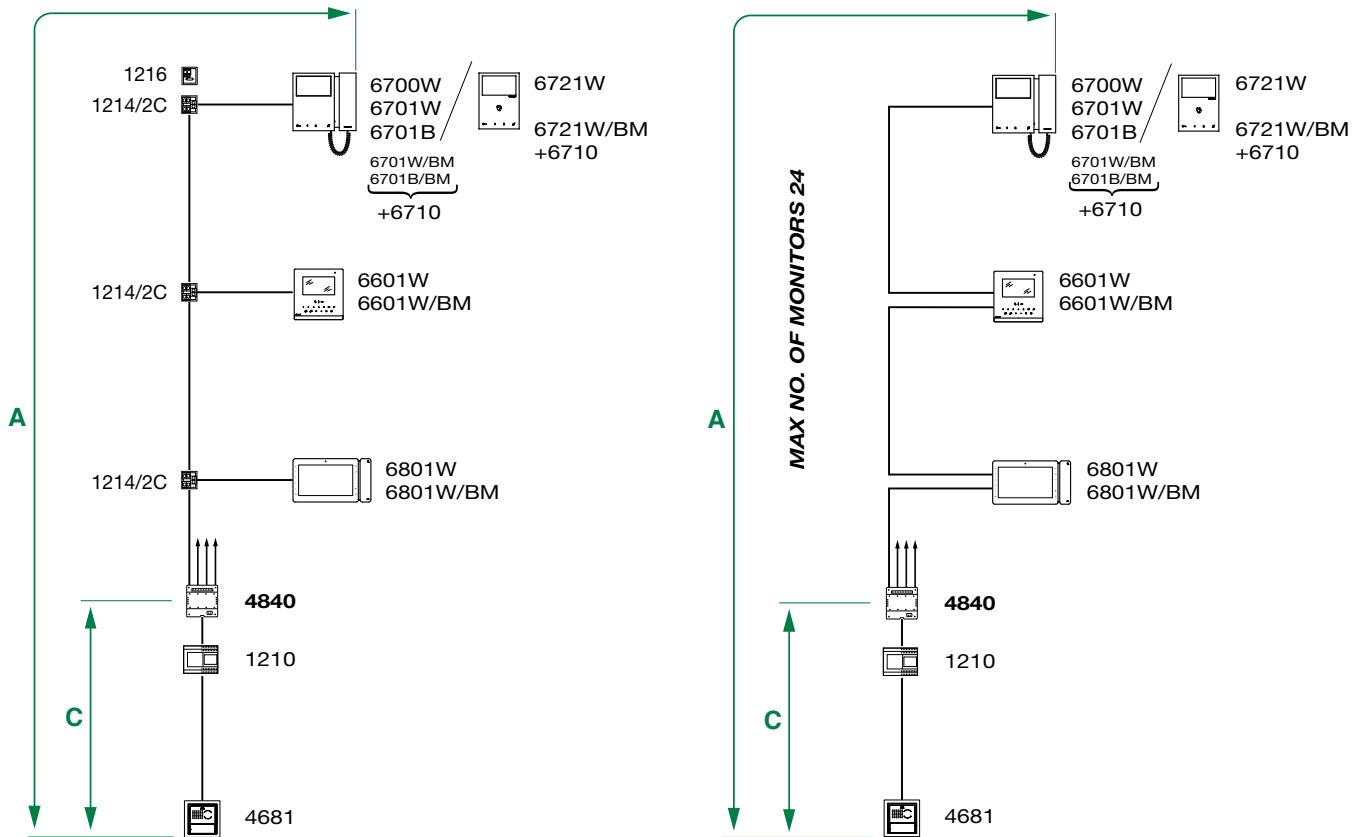 1216
1214/2C
6700W
6701W
6701B
6701W/BM
6701B/BM
+6710
6721W
6721W/BM
+6710
1214/2C
6601W
6601W/BM
A
1214/2C
6801W
6801W/BM
4840
1210
C
4681
6700W
6701W
6701B
6701W/BM
6701B/BM
+6710
6721W
6721W/BM
+6710
MAX NO. OF MONITORS 24
6601W
6601W/BM
A
6801W
6801W/BM
4840
1210
C
4681